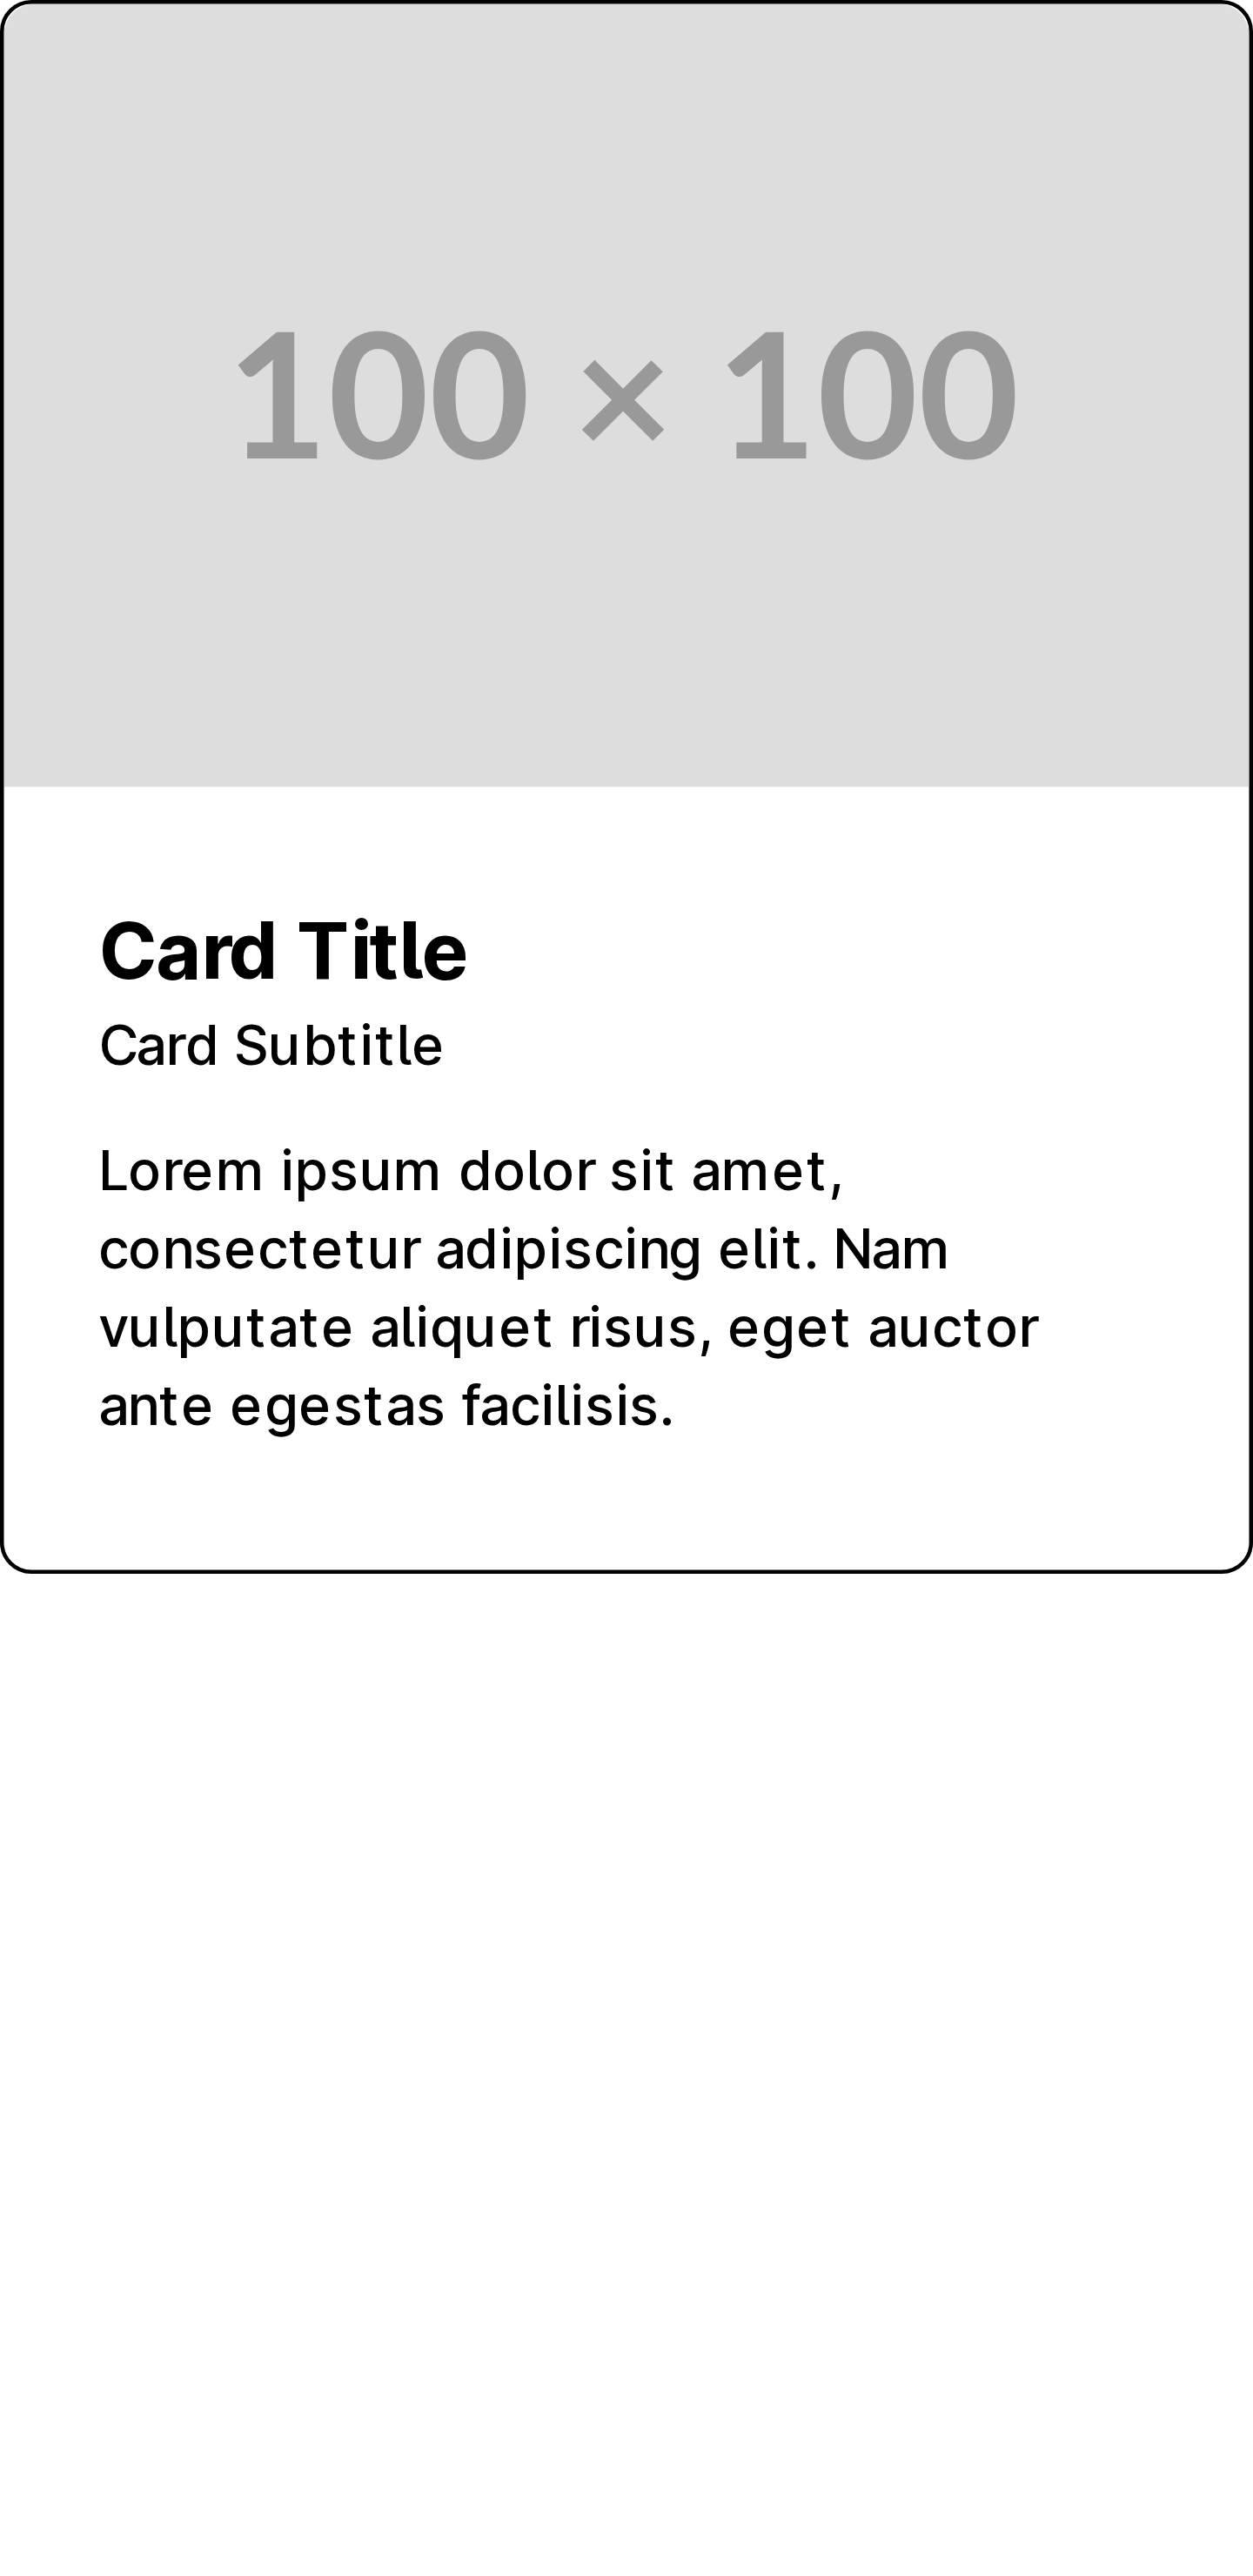 100 × 100
Card Title
Card Subtitle
Lorem ipsum dolor sit amet,
consectetur adipiscing elit. Nam
vulputate aliquet risus, eget auctor
ante egestas facilisis.